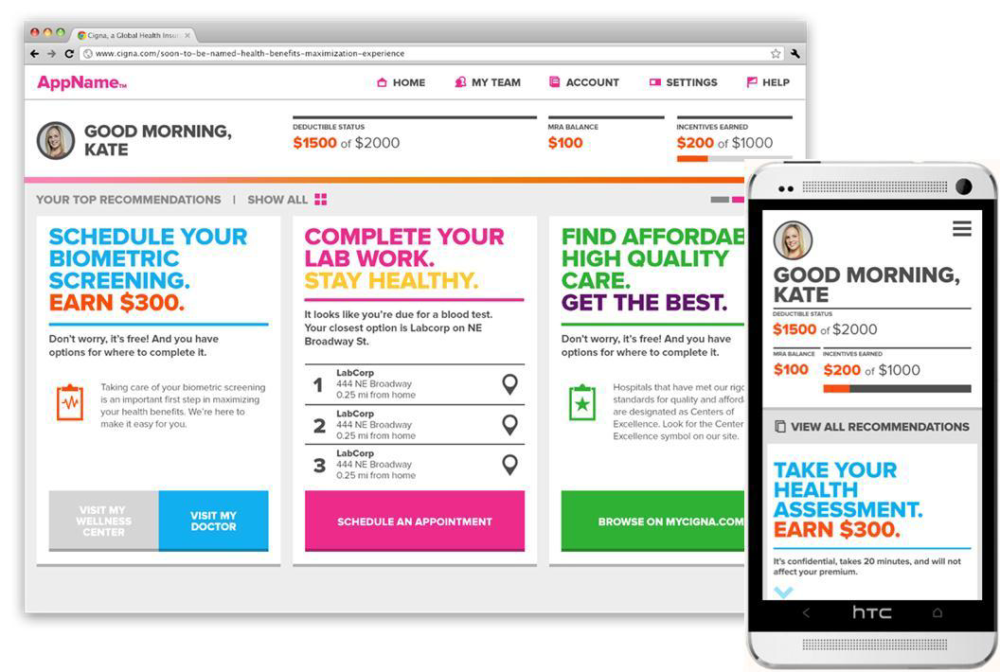 Cigna, a Global Health Insu
www.cigna.com/soon-to-be-named-health-benefits-maximization-experience
AppName™
HOME
MY TEAM
ACCOUNT
SETTINGS
HELP
GOOD MORNING,
KATE
DEDUCTIBLE STATUS
$1500 of $2000
MRA BALANCE
$100
INCENTIVES EARNED
$200 of $1000
YOUR TOP RECOMMENDATIONS | SHOW ALL
SCHEDULE YOUR
BIOMETRIC
SCREENING.
EARN $300.
Don't worry, it's free! And you have
options for where to complete it.
Taking care of your biometric screening
is an important first step in maximizing
your health benefits. We're here to
make it easy for you.
VISIT MY
WELLNESS
CENTER
VISIT MY
DOCTOR
COMPLETE YOUR
LAB WORK.
STAY HEALTHY.
It looks like you're due for a blood test.
Your closest option is Labcorp on NE
Broadway St.
1
LabCorp
444 NE Broadway
0.25 mi from home
2
LabCorp
444 NE Broadway
0.25 mi from home
3
LabCorp
444 NE Broadway
0.25 mi from home
SCHEDULE AN APPOINTMENT
FIND AFFORDAB
HIGH QUALITY
CARE.
GET THE BEST.
Don't worry, it's free! And you have
options for where to complete it.
Hospitals that have met our rigo
standards for quality and afforda
are designated as Centers of
Excellence. Look for the Center
Excellence symbol on our site.
BROWSE ON MYCIGNA.COM
GOOD MORNING,
KATE
DEDUCTIBLE STATUS
$1500 of $2000
MRA BALANCE
$100
INCENTIVES EARNED
$200 of $1000
VIEW ALL RECOMMENDATIONS
TAKE YOUR
HEALTH
ASSESSMENT.
EARN $300.
It's confidential, takes 20 minutes, and will not
affect your premium.
hTC